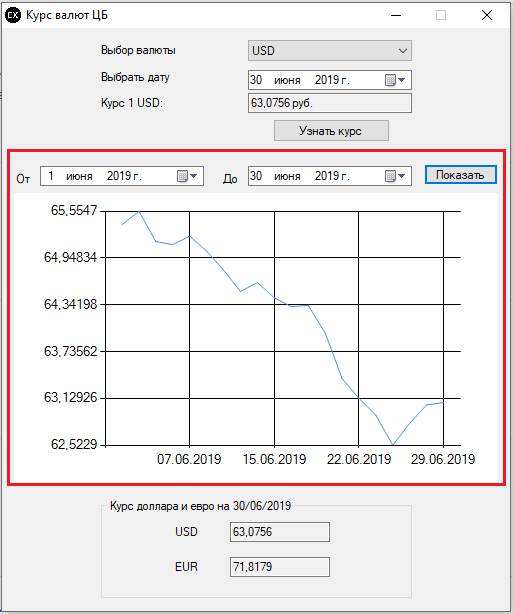 EX Курс валют ЦБ
Выбор валюты USD
Выбрать дату 30 июня 2019 г.
Курс 1 USD: 63,0756 руб.
Узнать курс
От 1 июня 2019 г. До 30 июня 2019 г. Показать
65,5547
64,94834
64,34198
63,73562
63,12926
62,5229
07.06.2019 15.06.2019 22.06.2019 29.06.2019
Курс доллара и евро на 30/06/2019
USD 63,0756
EUR 71,8179